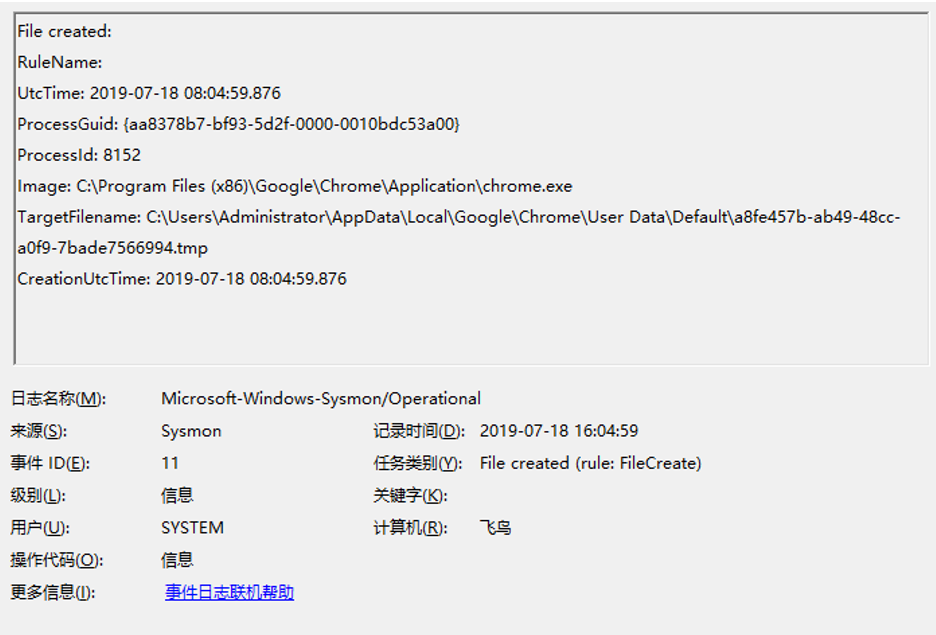 File created:
RuleName:
UtcTime: 2019-07-18 08:04:59.876
ProcessGuid: {aa8378b7-bf93-5d2f-0000-0010bdc53a00}
ProcessId: 8152
Image: C:\Program Files (x86)\Google\Chrome\Application\chrome.exe
TargetFilename: C:\Users\Administrator\AppData\Local\Google\Chrome\User Data\Default\a8fe457b-ab49-48cc-
a0f9-7bade7566994.tmp
CreationUtcTime: 2019-07-18 08:04:59.876
日志名称(M): Microsoft-Windows-Sysmon/Operational
来源(S): Sysmon 记录时间(D): 2019-07-18 16:04:59
事件 ID(E): 11 任务类别(Y): File created (rule: FileCreate)
级别(L): 信息 关键字(K):
用户(U): SYSTEM 计算机(R): 飞鸟
操作代码(O): 信息
更多信息(I): 事件日志联机帮助